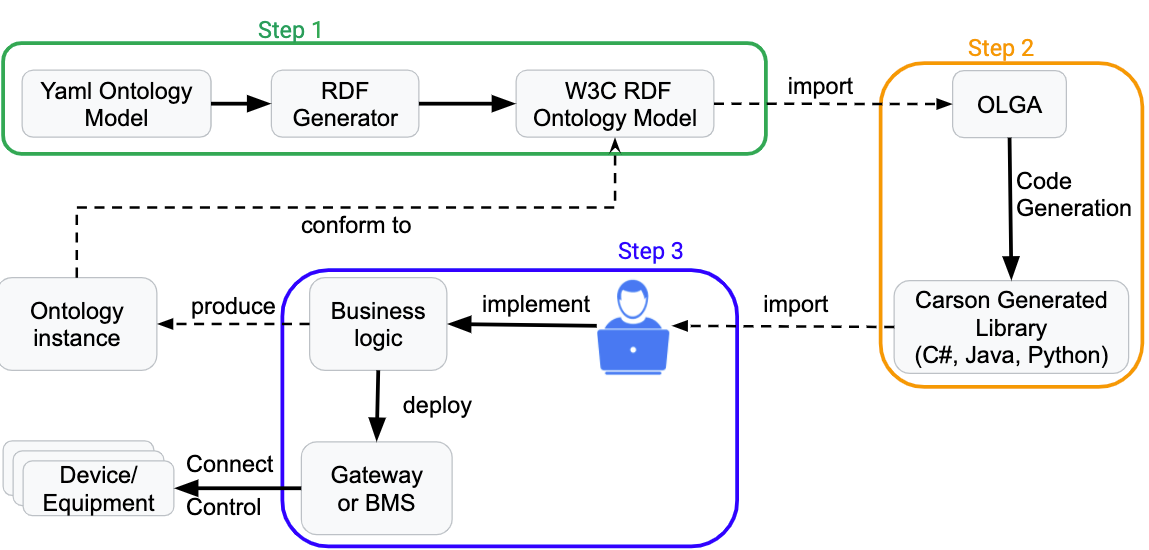 Step 1
Step 2
Yaml Ontology
Model
RDF
Generator
W3C RDF
Ontology Model
import
OLGA
Code
Generation
conform to
Step 3
Ontology
instance
produce
Business
logic
implement
import
Carson Generated
Library
(C#, Java, Python)
deploy
Device/
Equipment
Connect
Control
Gateway
or BMS